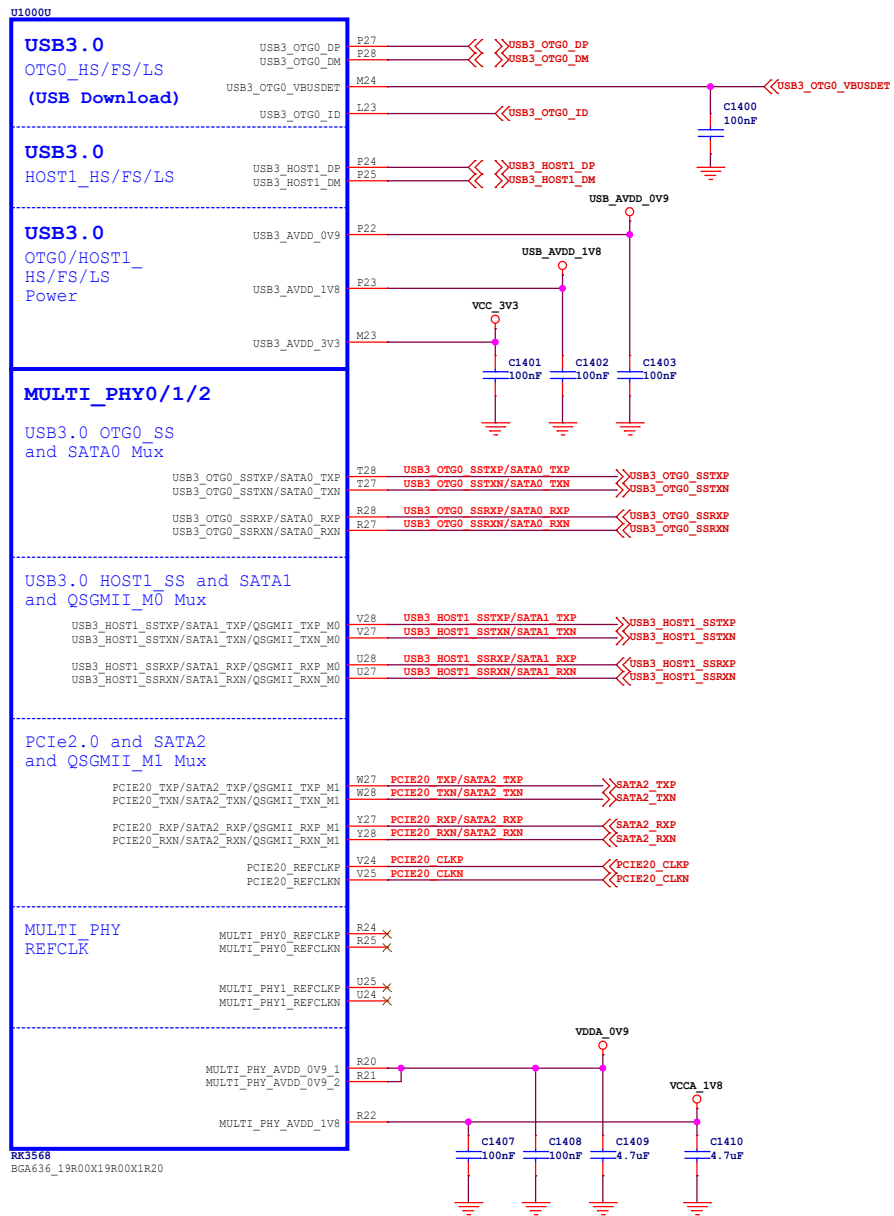 U1000U
USB3.0
OTG0_HS/FS/LS
(USB Download)
USB3_OTG0_DP P27 USB3_OTG0_DP
USB3_OTG0_DM P28 USB3_OTG0_DM
USB3_OTG0_VBUSDET M24 USB3_OTG0_VBUSDET
USB3_OTG0_ID L23 USB3_OTG0_ID
C1400
100nF
USB3.0
HOST1_HS/FS/LS
USB3_HOST1_DP P24 USB3_HOST1_DP
USB3_HOST1_DM P25 USB3_HOST1_DM
USB3.0
OTG0/HOST1_
HS/FS/LS
Power
USB_AVDD_0V9
USB3_AVDD_0V9 P22
USB_AVDD_1V8
USB3_AVDD_1V8 P23
VCC_3V3
USB3_AVDD_3V3 M23
C1401 C1402 C1403
100nF 100nF 100nF
MULTI_PHY0/1/2
USB3.0 OTG0_SS
and SATA0 Mux
USB3_OTG0_SSTXP/SATA0_TXP T28 USB3_OTG0_SSTXP/SATA0_TXP USB3_OTG0_SSTXP
USB3_OTG0_SSTXN/SATA0_TXN T27 USB3_OTG0_SSTXN/SATA0_TXN USB3_OTG0_SSTXN
USB3_OTG0_SSRXP/SATA0_RXP R28 USB3_OTG0_SSRXP/SATA0_RXP USB3_OTG0_SSRXP
USB3_OTG0_SSRXN/SATA0_RXN R27 USB3_OTG0_SSRXN/SATA0_RXN USB3_OTG0_SSRXN
USB3.0 HOST1_SS and SATA1
and QSGMII_M0 Mux
USB3_HOST1_SSTXP/SATA1_TXP/QSGMII_TXP_M0 V28 USB3_HOST1_SSTXP/SATA1_TXP USB3_HOST1_SSTXP
USB3_HOST1_SSTXN/SATA1_TXN/QSGMII_TXN_M0 V27 USB3_HOST1_SSTXN/SATA1_TXN USB3_HOST1_SSTXN
USB3_HOST1_SSRXP/SATA1_RXP/QSGMII_RXP_M0 U28 USB3_HOST1_SSRXP/SATA1_RXP USB3_HOST1_SSRXP
USB3_HOST1_SSRXN/SATA1_RXN/QSGMII_RXN_M0 U27 USB3_HOST1_SSRXN/SATA1_RXN USB3_HOST1_SSRXN
PCIe2.0 and SATA2
and QSGMII_M1 Mux
PCIE20_TXP/SATA2_TXP/QSGMII_TXP_M1 W27 PCIE20_TXP/SATA2_TXP SATA2_TXP
PCIE20_TXN/SATA2_TXN/QSGMII_TXN_M1 W28 PCIE20_TXN/SATA2_TXN SATA2_TXN
PCIE20_RXP/SATA2_RXP/QSGMII_RXP_M1 Y27 PCIE20_RXP/SATA2_RXP SATA2_RXP
PCIE20_RXN/SATA2_RXN/QSGMII_RXN_M1 Y28 PCIE20_RXN/SATA2_RXN SATA2_RXN
PCIE20_REFCLKP V24 PCIE20_CLKP PCIE20_CLKP
PCIE20_REFCLKN V25 PCIE20_CLKN PCIE20_CLKN
MULTI_PHY
REFCLK
MULTI_PHY0_REFCLKP R24
MULTI_PHY0_REFCLKN R25
MULTI_PHY1_REFCLKP U25
MULTI_PHY1_REFCLKN U24
VDDA_0V9
MULTI_PHY_AVDD_0V9_1 R20
MULTI_PHY_AVDD_0V9_2 R21
VCCA_1V8
MULTI_PHY_AVDD_1V8 R22
C1407 C1408 C1409 C1410
100nF 100nF 4.7uF 4.7uF
RK3568
BGA636_19R00X19R00X1R20